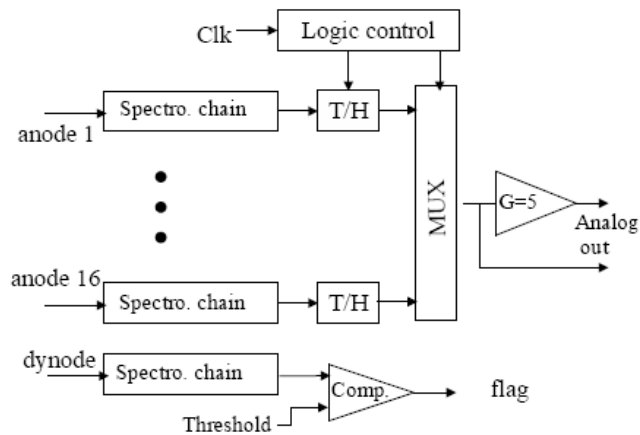 Clk
Logic control
Spectro. chain
T/H
anode 1
MUX
G=5
Analog
out
anode 16
Spectro. chain
T/H
dynode
Spectro. chain
Comp.
flag
Threshold